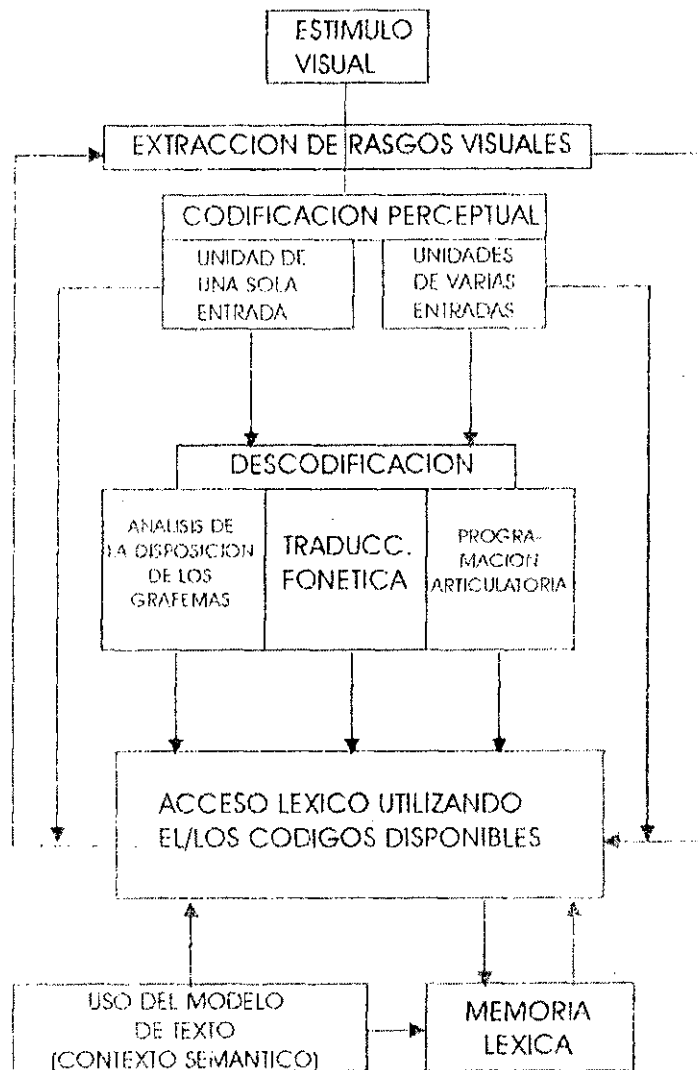 ESTIMULO
VISUAL
EXTRACCION DE RASGOS VISUALES
CODIFICACION PERCEPTUAL
UNIDAD DE
UNA SOLA
ENTRADA
UNIDADES
DE VARIAS
ENTRADAS
DESCODIFICACION
ANALISIS DE
LA DISPOSICION
DE LOS
GRAFEMAS
TRADUCC.
FONETICA
PROGRA-
MACION
ARTICULATORIA
ACCESO LEXICO UTILIZANDO
EL/LOS CODIGOS DISPONIBLES
USO DEL MODELO
DE TEXTO
(CONTEXTO SEMANTICO)
MEMORIA
LEXICA